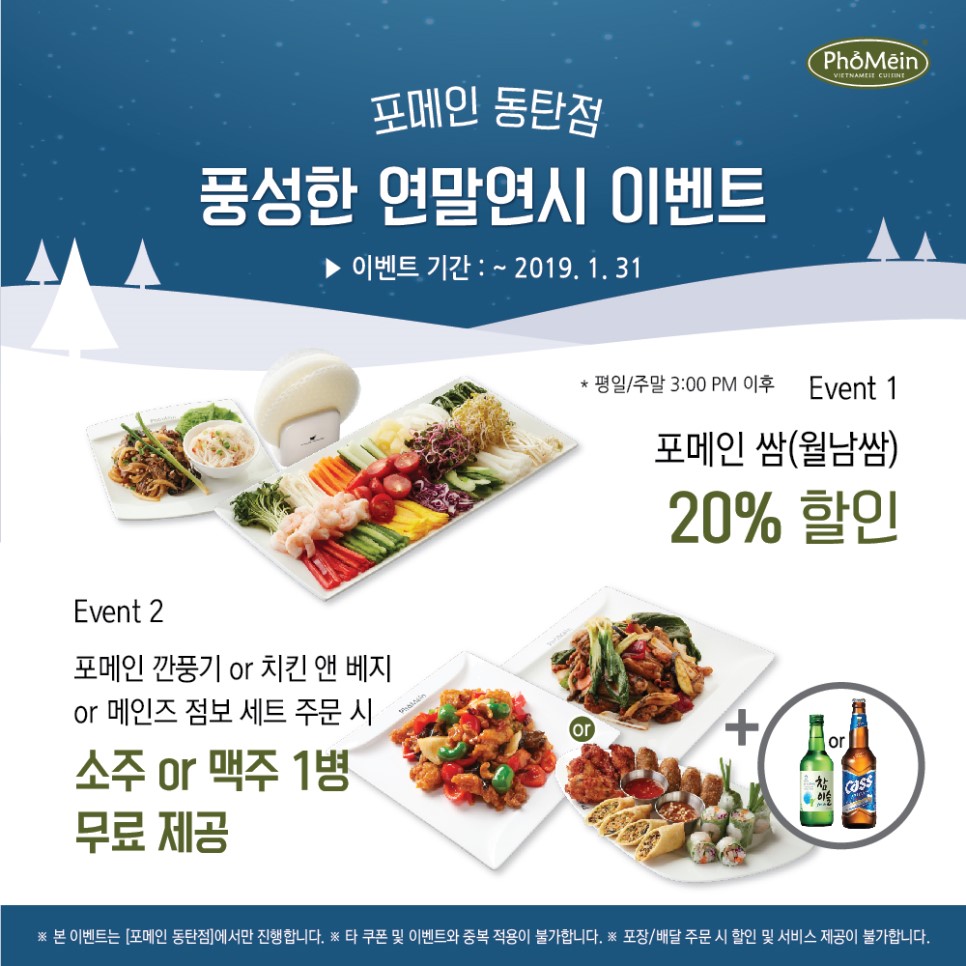 PhỏMēin
VIETNAMESE CUISINE
포메인 동탄점
풍성한 연말연시 이벤트
▶ 이벤트 기간 : ~ 2019. 1. 31
* 평일/주말 3:00 PM 이후
Event 1
포메인 쌈(월남쌈)
20% 할인
Event 2
포메인 깐풍기 or 치킨 앤 베지
or 메인즈 점보 세트 주문 시
소주 or 맥주 1병
무료 제공
PhỏMēin
or
+
참이슬
or
Cass
※ 본 이벤트는 [포메인 동탄점]에서만 진행합니다. ※ 타 쿠폰 및 이벤트와 중복 적용이 불가합니다. ※ 포장/배달 주문 시 할인 및 서비스 제공이 불가합니다.